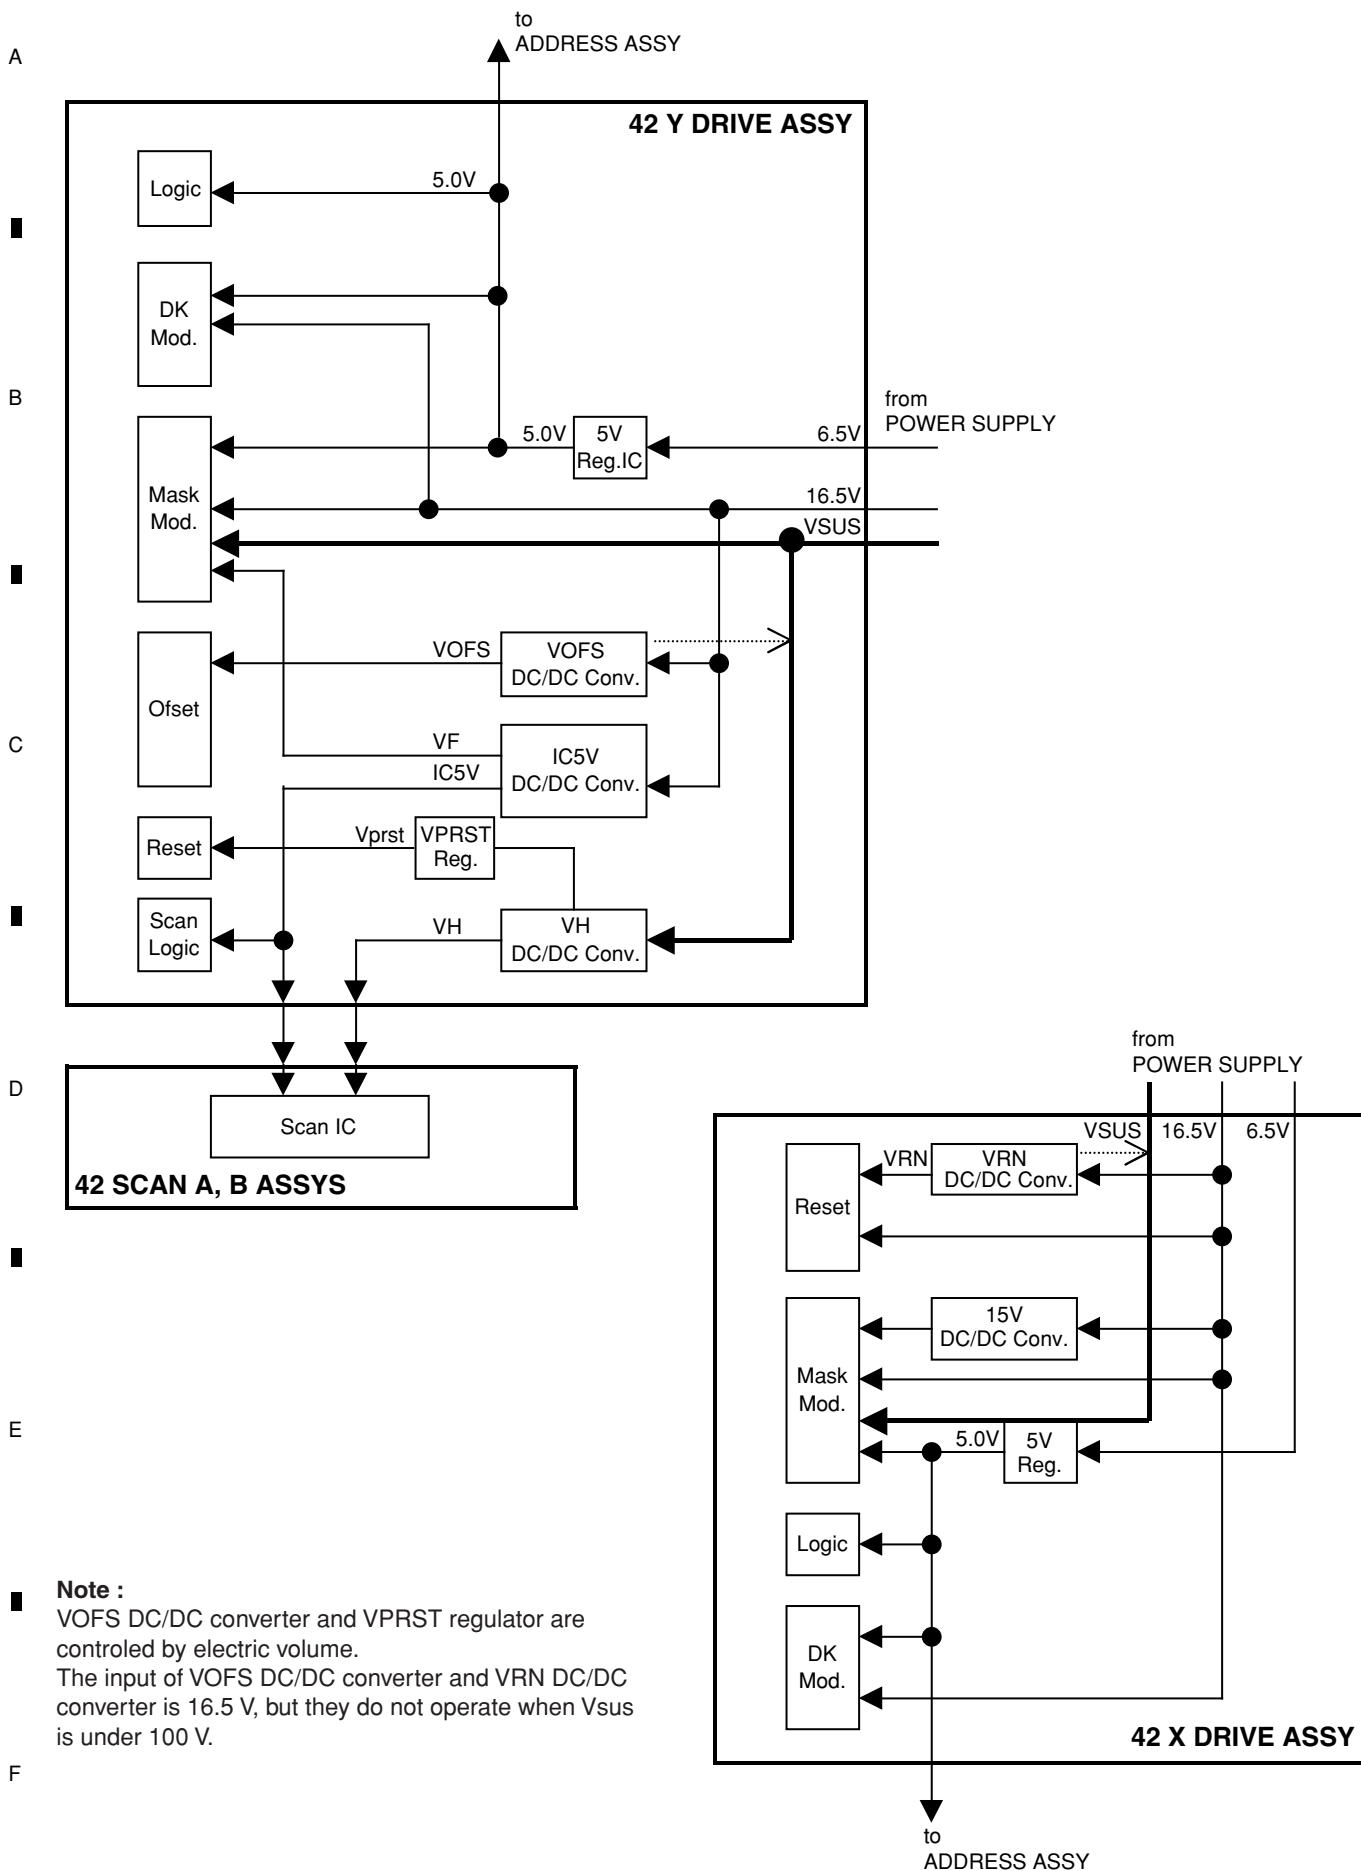 to
ADDRESS ASSY
A
42 Y DRIVE ASSY
Logic
5.0V
DK
Mod.
B
from
POWER SUPPLY
5.0V
5V
Reg.IC
6.5V
Mask
Mod.
16.5V
VSUS
VOFS
VOFS
DC/DC Conv.
Ofset
C
VF
IC5V
IC5V
DC/DC Conv.
Reset
Vprst
VPRST
Reg.
Scan
Logic
VH
VH
DC/DC Conv.
D
Scan IC
42 SCAN A, B ASSYS
from
POWER SUPPLY
VSUS
16.5V
6.5V
VRN
VRN
DC/DC Conv.
Reset
15V
DC/DC Conv.
Mask
Mod.
E
5.0V
5V
Reg.
Logic
DK
Mod.
42 X DRIVE ASSY
Note :
VOFS DC/DC converter and VPRST regulator are
controled by electric volume.
The input of VOFS DC/DC converter and VRN DC/DC
converter is 16.5 V, but they do not operate when Vsus
is under 100 V.
F
to
ADDRESS ASSY